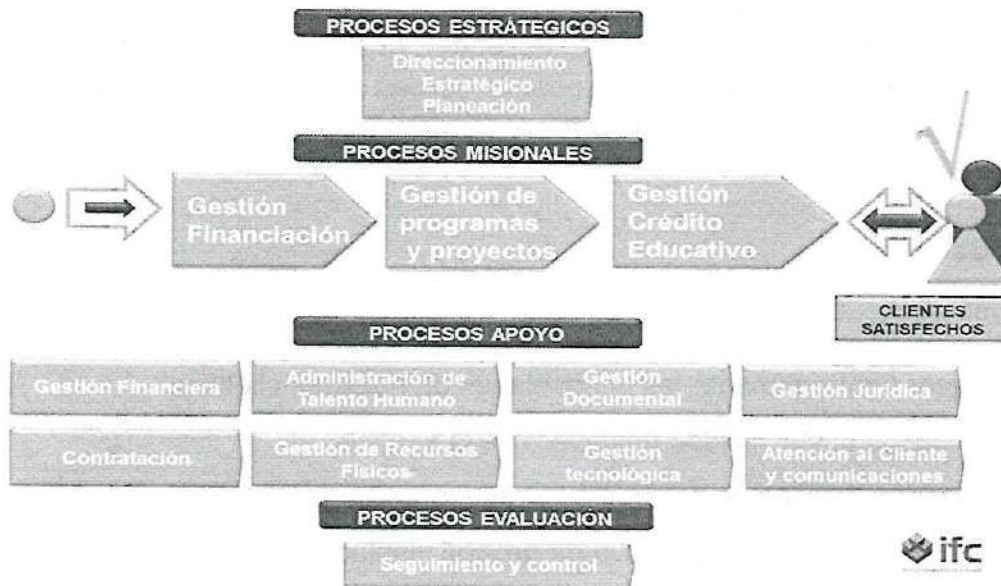 PROCESOS ESTRÁTEGICOS
Direccionamiento
Estratégico
Planeación
PROCESOS MISIONALES
Gestión
Financiación
Gestión de
programas
y proyectos
Gestión
Crédito
Educativo
CLIENTES
SATISFECHOS
PROCESOS APOYO
Gestión Financiera
Administración de
Talento Humano
Gestión
Documental
Gestión Jurídica
Contratación
Gestión de Recursos
Físicos
Gestión
tecnológica
Atención al Cliente
y comunicaciones
PROCESOS EVALUACIÓN
Seguimiento y control
ifc